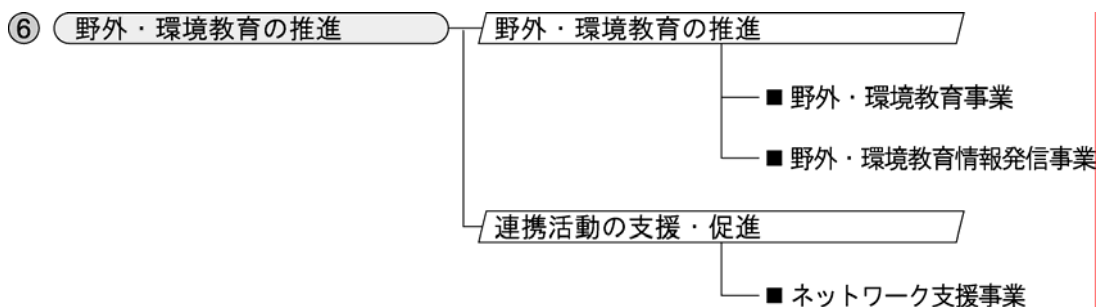 ⑥ 野外・環境教育の推進 野外・環境教育の推進
■ 野外・環境教育事業
■ 野外・環境教育情報発信事業
連携活動の支援・促進
■ ネットワーク支援事業